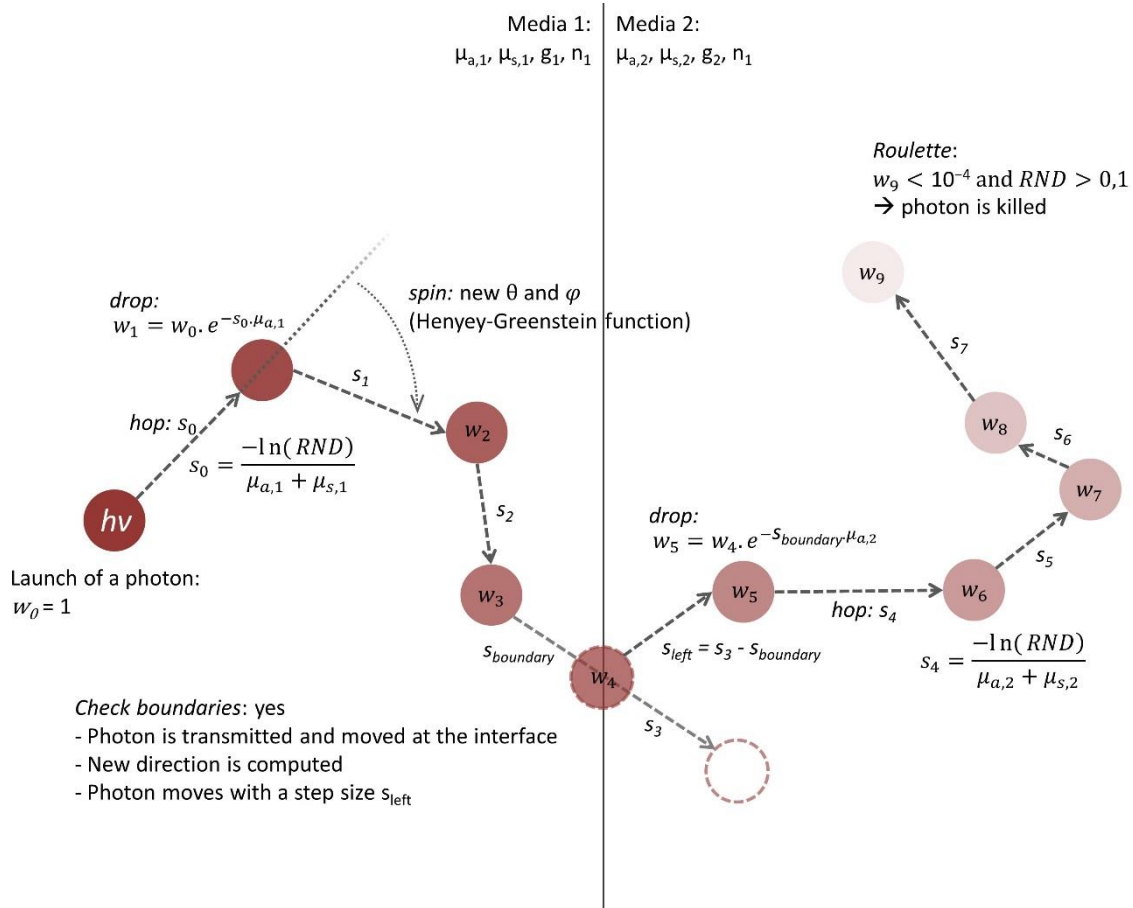 Media 1:
μa,1, μs,1, g1, n1
Media 2:
μa,2, μs,2, g2, n1
Roulette:
w9 < 10−4 and RND > 0,1
→ photon is killed
w9
drop:
w1 = w0. e−s0.μa,1
spin: new θ and φ
(Henyey-Greenstein function)
s7
s1
hop: s0
w2
w8
s6
s0 = −ln(RND) / μa,1 + μs,1
w7
hν
s2
drop:
w5 = w4. e−sboundary.μa,2
s5
Launch of a photon:
w0 = 1
w3
w5
w6
hop: s4
sboundary
sleft = s3 - sboundary
s4 = −ln(RND) / μa,2 + μs,2
w4
s3
Check boundaries: yes
- Photon is transmitted and moved at the interface
- New direction is computed
- Photon moves with a step size sleft